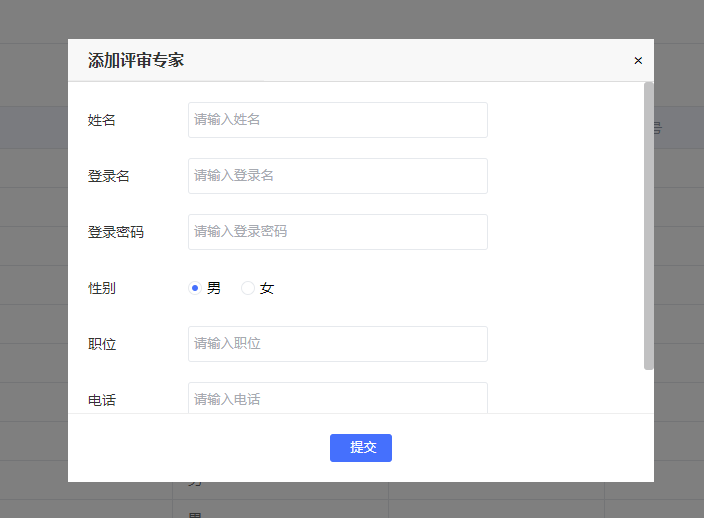 添加评审专家
×
号
姓名
请输入姓名
登录名
请输入登录名
登录密码
请输入登录密码
性别
男 女
职位
请输入职位
电话
请输入电话
提交
男